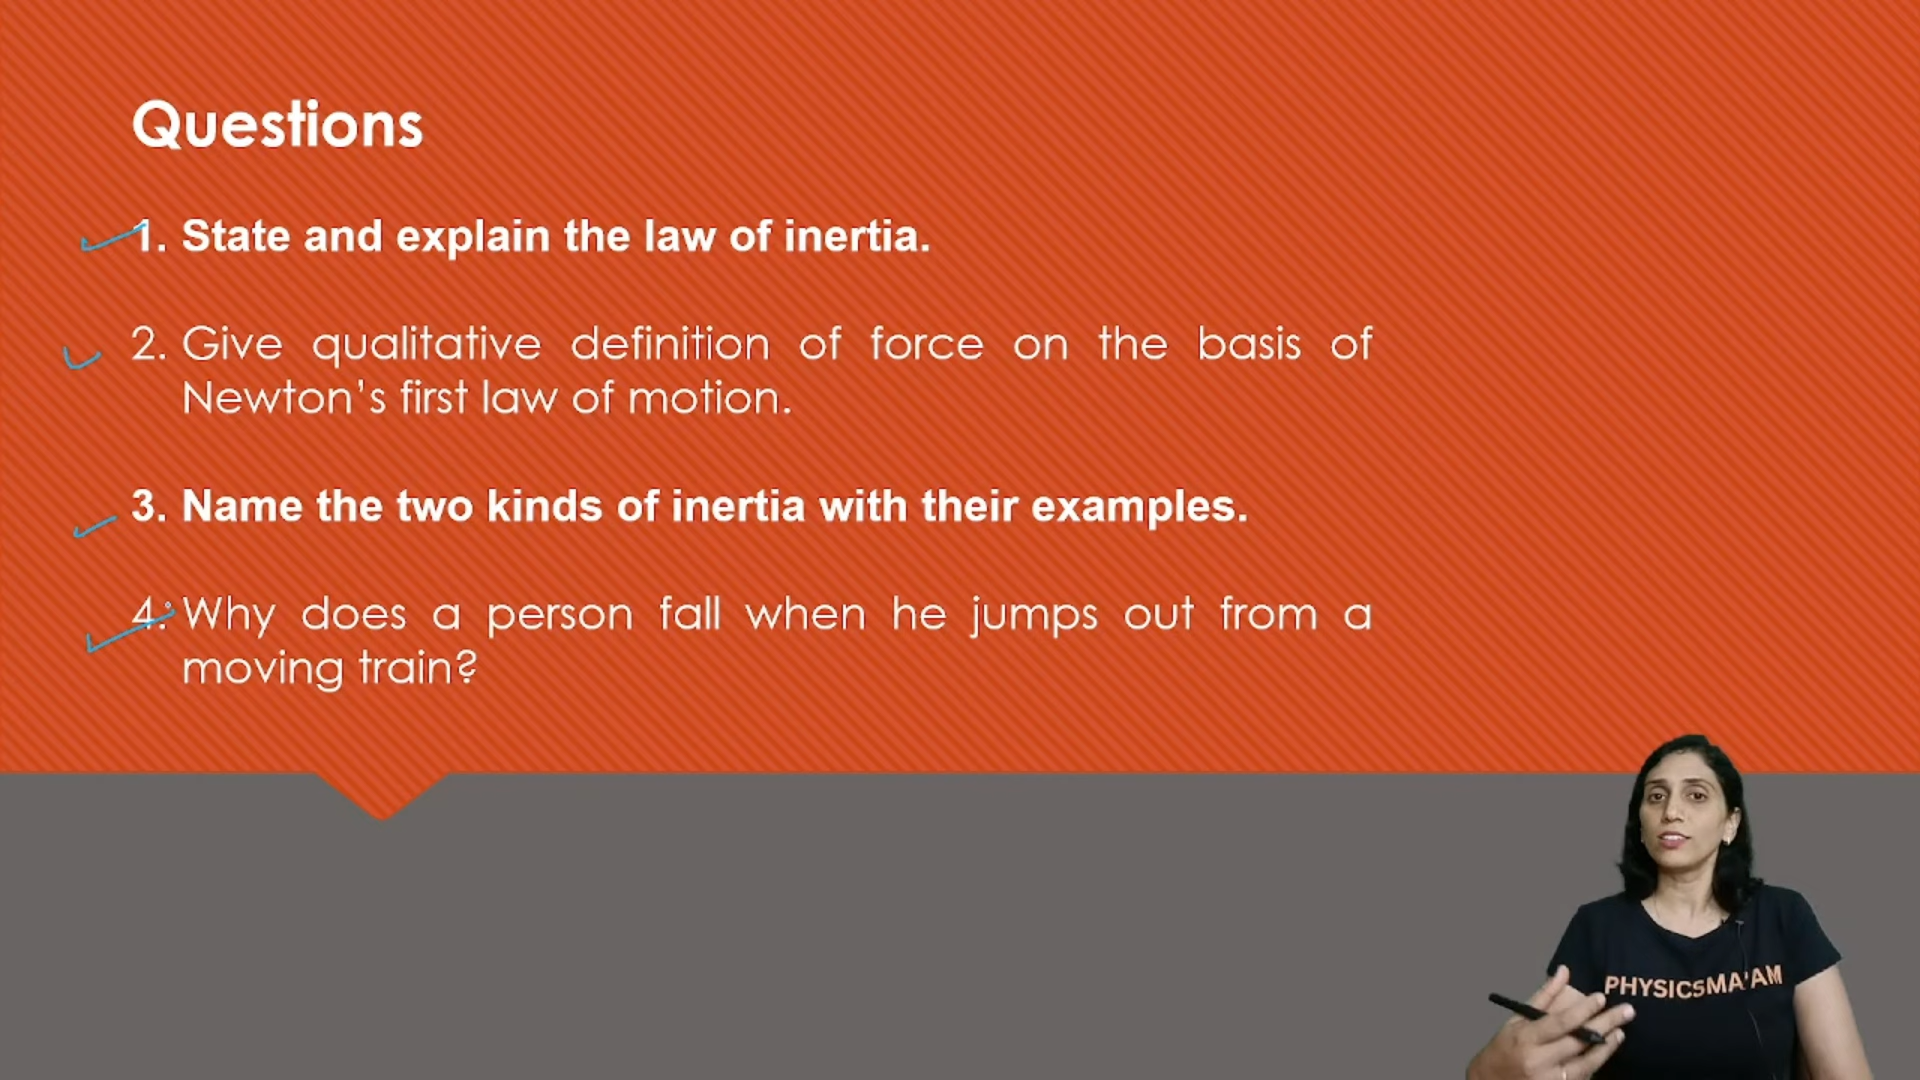 Questions
1. State and explain the law of inertia.
2. Give qualitative definition of force on the basis of
Newton’s first law of motion.
3. Name the two kinds of inertia with their examples.
4. Why does a person fall when he jumps out from a
moving train?
PHYSICSMA'AM